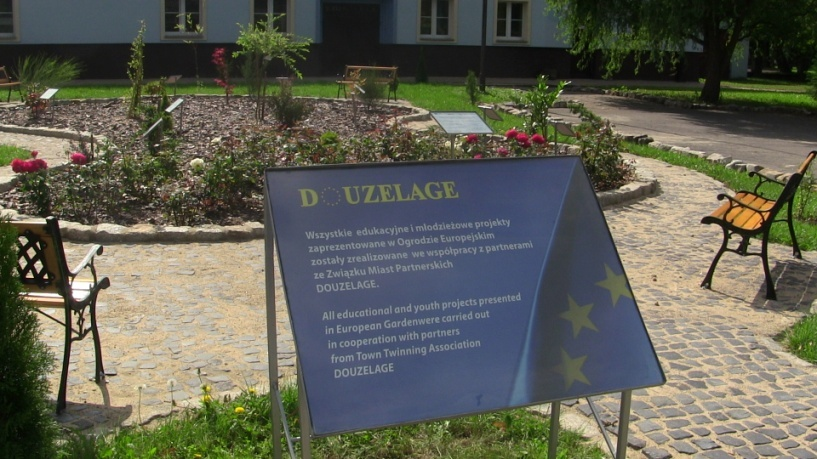 DOUZELAGE
Wszystkie edukacyjne i młodzieżowe projekty
zaprezentowane w Ogrodzie Europejskim
zostały zrealizowane we współpracy z partnerami
ze Związku Miast Partnerskich
DOUZELAGE.
All educational and youth projects presented
in European Gardenwere carried out
in cooperation with partners
from Town Twinning Association
DOUZELAGE